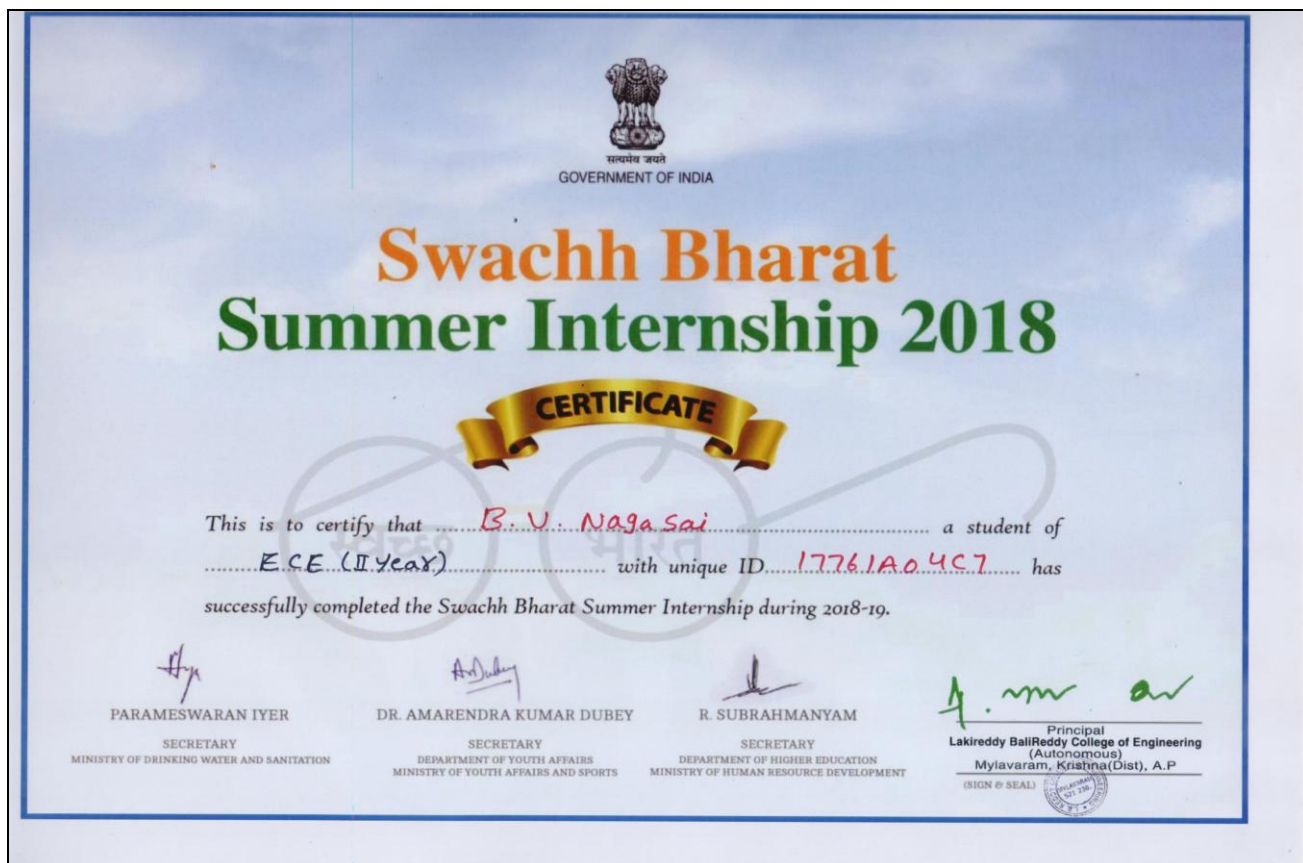 सत्यमेव जयते
GOVERNMENT OF INDIA
Swachh Bharat
Summer Internship 2018
CERTIFICATE
स्वच्छ भारत
This is to certify that ........B. V. Naga Sai.................................. a student of
.........ECE (II Year)......................... with unique ID.....17761A04C7..... has
successfully completed the Swachh Bharat Summer Internship during 2018-19.
PARAMESWARAN IYER
SECRETARY
MINISTRY OF DRINKING WATER AND SANITATION
DR. AMARENDRA KUMAR DUBEY
SECRETARY
DEPARTMENT OF YOUTH AFFAIRS
MINISTRY OF YOUTH AFFAIRS AND SPORTS
R. SUBRAHMANYAM
SECRETARY
DEPARTMENT OF HIGHER EDUCATION
MINISTRY OF HUMAN RESOURCE DEVELOPMENT
Principal
Lakireddy BaliReddy College of Engineering
(Autonomous)
Mylavaram, Krishna(Dist), A.P
(SIGN & SEAL)